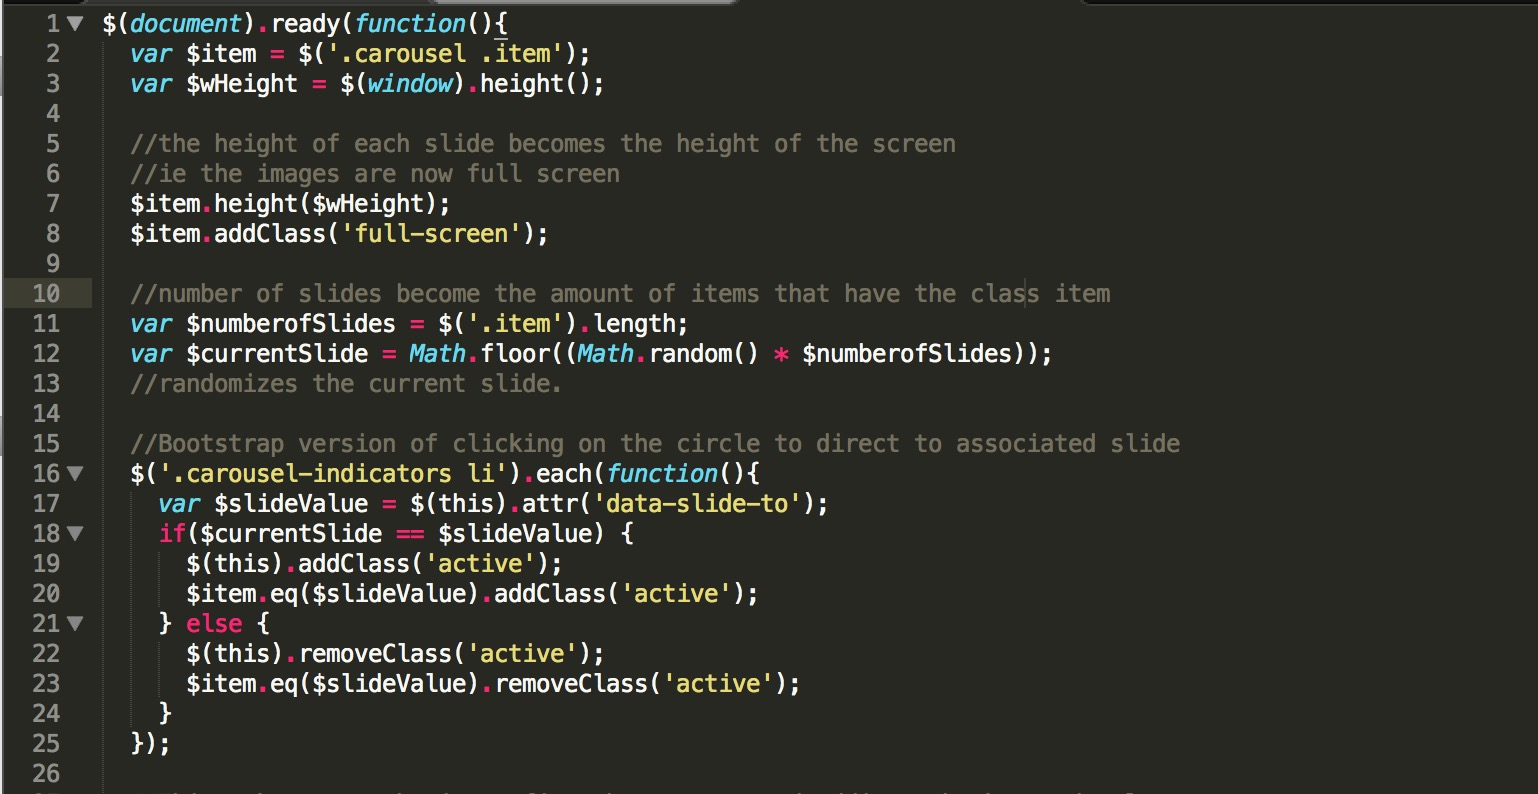 1 $(document).ready(function(){
2 var $item = $('.carousel .item');
3 var $wHeight = $(window).height();
4
5 //the height of each slide becomes the height of the screen
6 //ie the images are now full screen
7 $item.height($wHeight);
8 $item.addClass('full-screen');
9
10 //number of slides become the amount of items that have the class item
11 var $numberofSlides = $('.item').length;
12 var $currentSlide = Math.floor((Math.random() * $numberofSlides));
13 //randomizes the current slide.
14
15 //Bootstrap version of clicking on the circle to direct to associated slide
16 $('.carousel-indicators li').each(function(){
17 var $slideValue = $(this).attr('data-slide-to');
18 if($currentSlide == $slideValue) {
19 $(this).addClass('active');
20 $item.eq($slideValue).addClass('active');
21 } else {
22 $(this).removeClass('active');
23 $item.eq($slideValue).removeClass('active');
24 }
25 });
26